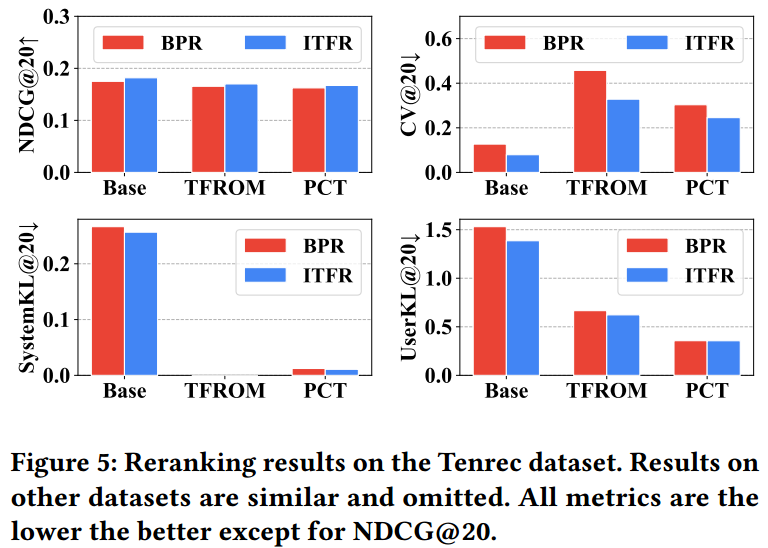 NDCG@20↑
0.3
0.2
0.1
0.0
BPR
ITFR
Base
TFROM
PCT
CV@20↓
0.6
0.4
0.2
0.0
BPR
ITFR
Base
TFROM
PCT
SystemKL@20↓
0.2
0.1
0.0
BPR
ITFR
Base
TFROM
PCT
UserKL@20↓
1.5
1.0
0.5
0.0
BPR
ITFR
Base
TFROM
PCT
Figure 5: Reranking results on the Tenrec dataset. Results on
other datasets are similar and omitted. All metrics are the
lower the better except for NDCG@20.